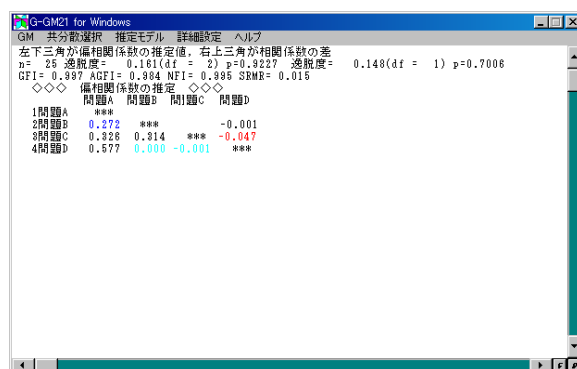 G-GM21 for Windows
GM 共分散選択 推定モデル 詳細設定 ヘルプ
左下三角が偏相関係数の推定値，右上三角が相関係数の差
n= 25 逸脱度= 0.161(df = 2) p=0.9227 逸脱度= 0.148(df = 1) p=0.7006
GFI= 0.997 AGFI= 0.984 NFI= 0.995 SRMR= 0.015
◇◇◇ 偏相関係数の推定 ◇◇◇
問題A 問題B 問題C 問題D
1問題A ***
2問題B 0.272 *** -0.001
3問題C 0.326 0.314 *** -0.047
4問題D 0.577 0.000 -0.081 ***